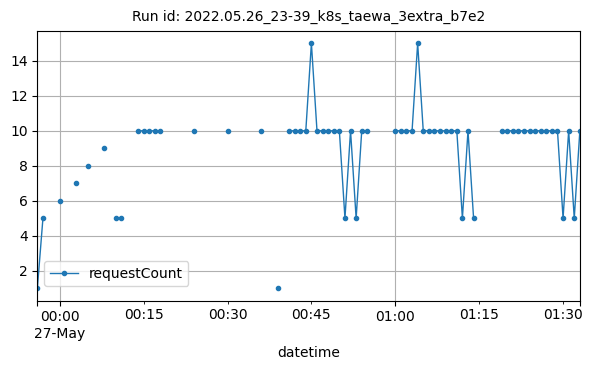 Run id: 2022.05.26_23-39_k8s_taewa_3extra_b7e2
14
12
10
8
6
4
2
requestCount
00:00 00:15 00:30 00:45 01:00 01:15 01:30
27-May
datetime